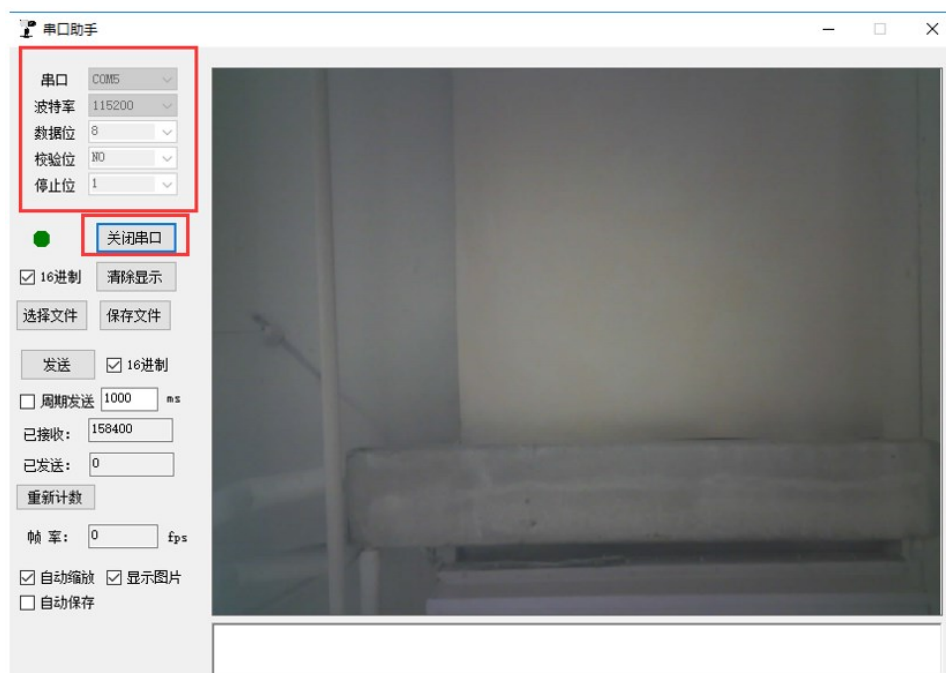 串口助手
串口 COM5
波特率 115200
数据位 8
校验位 NO
停止位 1
关闭串口
16进制 清除显示
选择文件 保存文件
发送 16进制
周期发送 1000 ms
已接收: 158400
已发送: 0
重新计数
帧 率: 0 fps
自动缩放 显示图片
自动保存